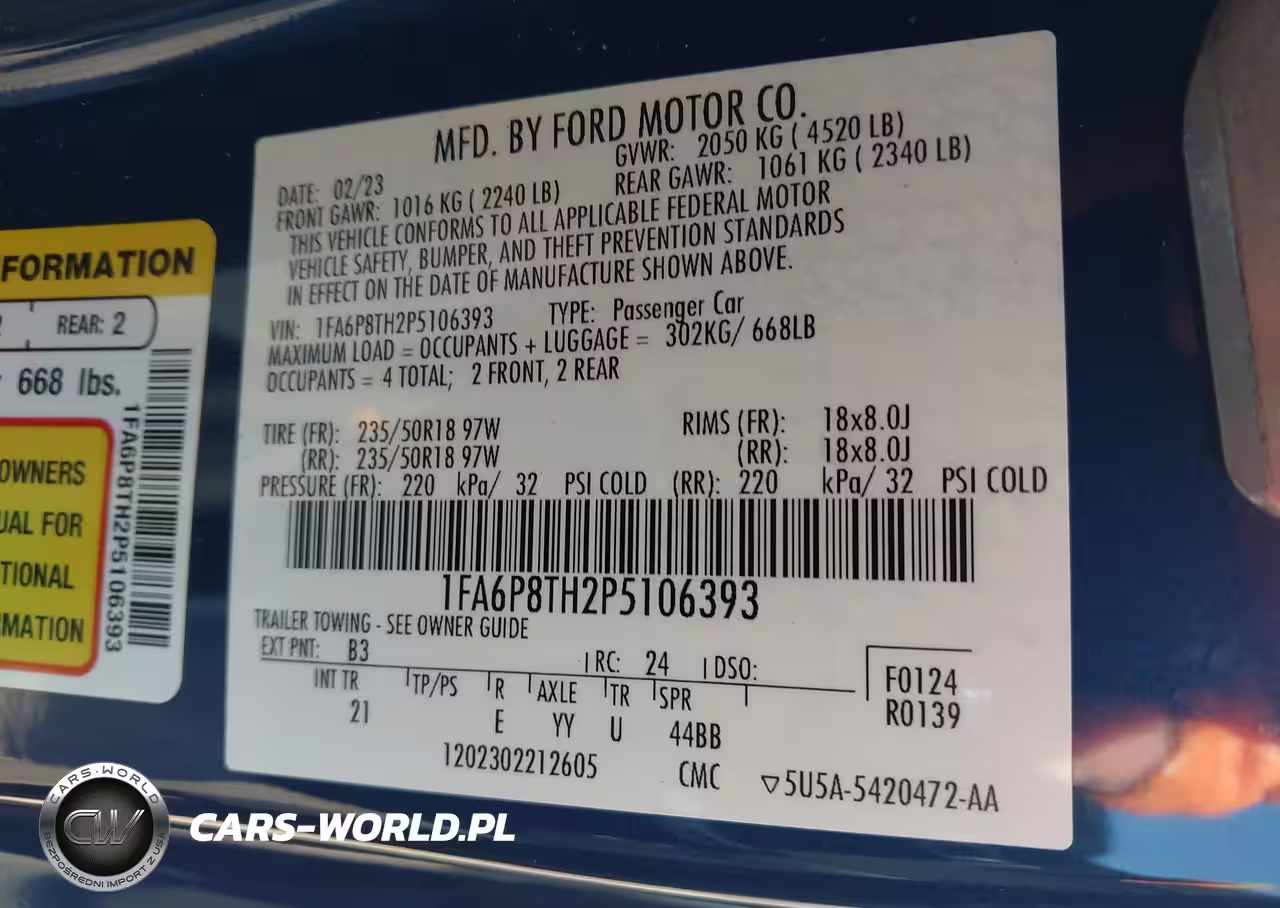 MFD. BY FORD MOTOR CO.
DATE: 02/23 GVWR: 2050 KG ( 4520 LB)
FRONT GAWR: 1016 KG ( 2240 LB) REAR GAWR: 1061 KG ( 2340 LB)
THIS VEHICLE CONFORMS TO ALL APPLICABLE FEDERAL MOTOR
VEHICLE SAFETY, BUMPER, AND THEFT PREVENTION STANDARDS
IN EFFECT ON THE DATE OF MANUFACTURE SHOWN ABOVE.
VIN: 1FA6P8TH2P5106393 TYPE: Passenger Car
MAXIMUM LOAD = OCCUPANTS + LUGGAGE = 302KG/ 668LB
OCCUPANTS = 4 TOTAL; 2 FRONT, 2 REAR
TIRE (FR): 235/50R18 97W RIMS (FR): 18x8.0J
(RR): 235/50R18 97W (RR): 18x8.0J
PRESSURE (FR): 220 kPa/ 32 PSI COLD (RR): 220 kPa/ 32 PSI COLD
1FA6P8TH2P5106393
TRAILER TOWING - SEE OWNER GUIDE
EXT PNT: B3 RC: 24 DSO:
INT TR TP/PS R AXLE TR SPR
21 E YY U 44BB
F0124
R0139
1202302212605 CMC ▽5U5A-5420472-AA
FORMATION
REAR: 2
668 lbs.
1FA6P8TH2P5106393
OWNERS
UAL FOR
TIONAL
RMATION
CARS-WORLD
CW
BEZPOŚREDNI IMPORT Z USA
CARS-WORLD.PL